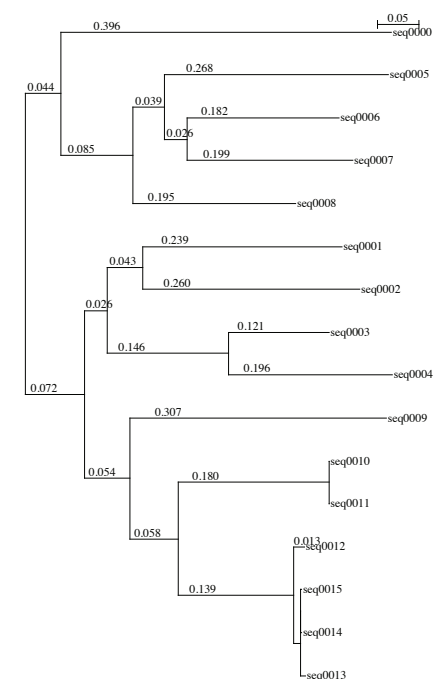 0.05
0.396
seq0000
0.268
seq0005
0.044
0.039
0.182
seq0006
0.026
0.085
0.199
seq0007
0.195
seq0008
0.239
seq0001
0.043
0.260
seq0002
0.026
0.121
seq0003
0.146
0.196
seq0004
0.072
0.307
seq0009
seq0010
0.054
0.180
seq0011
0.058
0.013
seq0012
0.139
seq0015
seq0014
seq0013